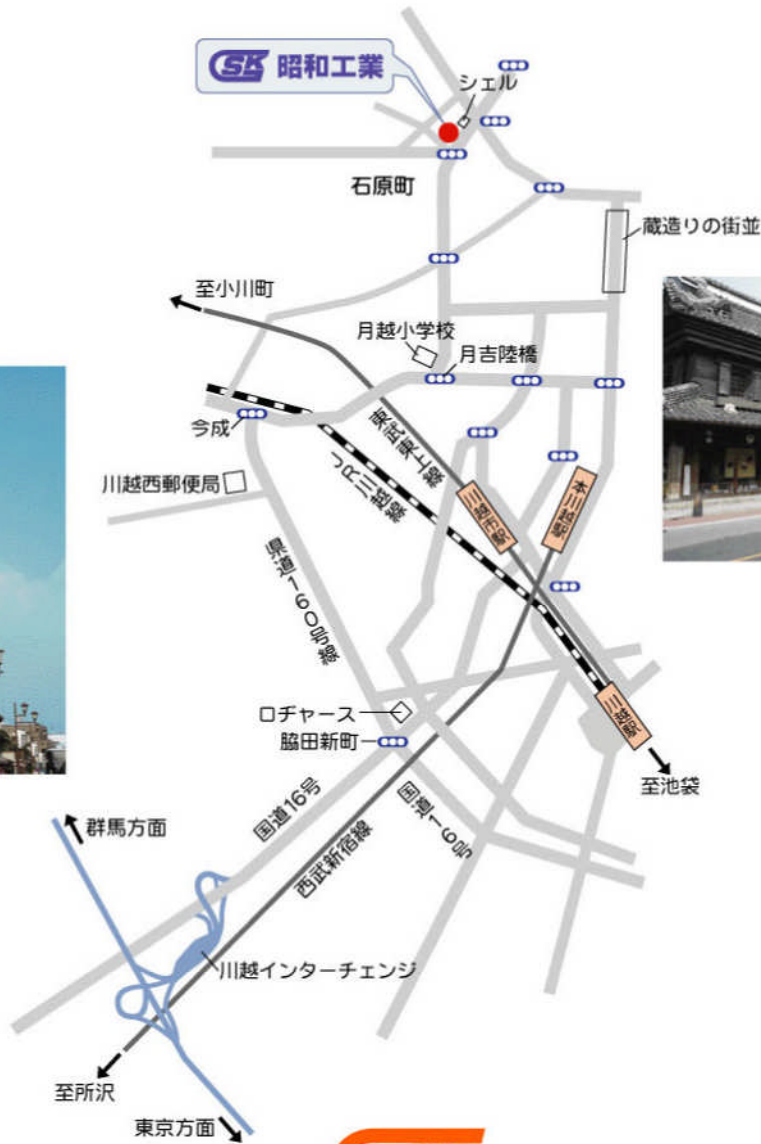 CSK 昭和工業
シェル
石原町
蔵造りの街並
至小川町
月越小学校
月吉陸橋
東武東上線
今成
JR川越線
川越西郵便局
川越市駅
本川越駅
県道160号線
ロヂャース
脇田新町
川越駅
至池袋
国道16号
国道16号
群馬方面
西武新宿線
川越インターチェンジ
至所沢
東京方面